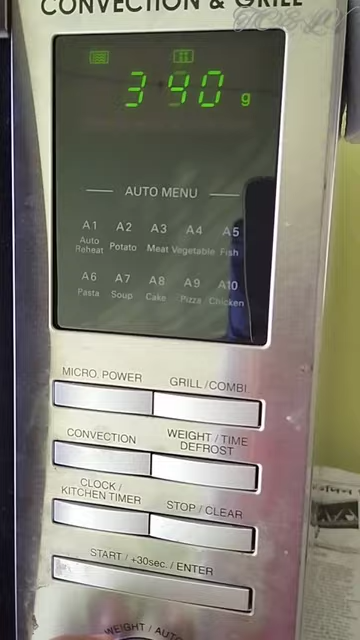 CONVECTION & GRILL
340 g
AUTO MENU
A1 A2 A3 A4 A5
Auto Reheat Potato Meat Vegetable Fish
A6 A7 A8 A9 A10
Pasta Soup Cake Pizza Chicken
MICRO. POWER
GRILL / COMBI.
CONVECTION
WEIGHT / TIME
DEFROST
CLOCK /
KITCHEN TIMER
STOP / CLEAR
START / +30sec. / ENTER
WEIGHT / AUTO